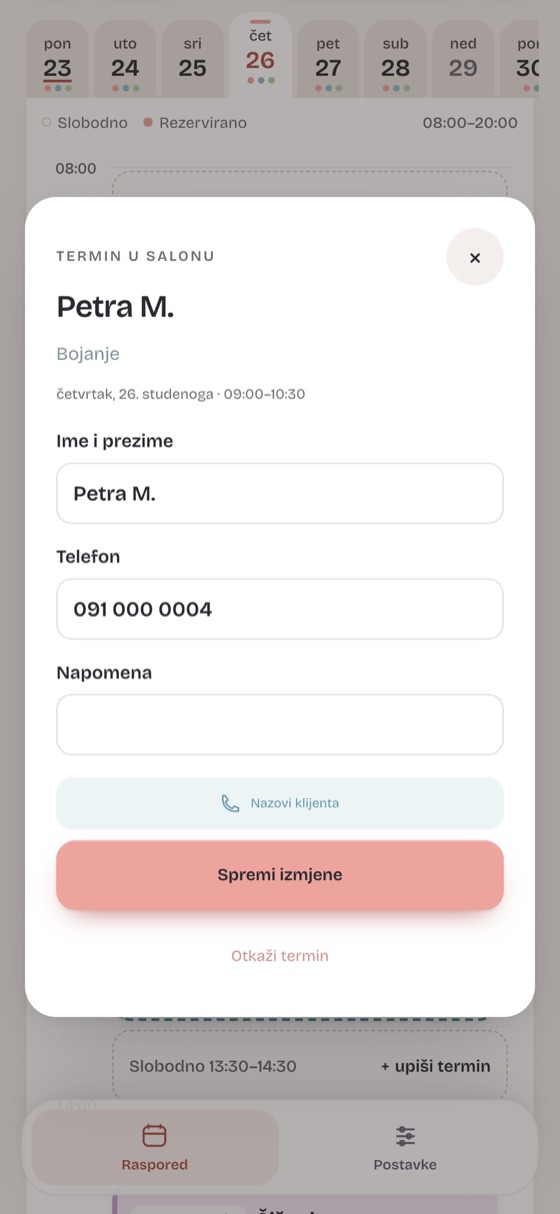 pon uto sri čet pet sub ned
23 24 25 26 27 28 29 30
Slobodno Rezervirano 08:00–20:00
08:00
TERMIN U SALONU
×
Petra M.
Bojanje
četvrtak, 26. studenoga · 09:00–10:30
Ime i prezime
Petra M.
Telefon
091 000 0004
Napomena
Nazovi klijenta
Spremi izmjene
Otkaži termin
Slobodno 13:30–14:30 + upiši termin
14:00
Raspored Postavke